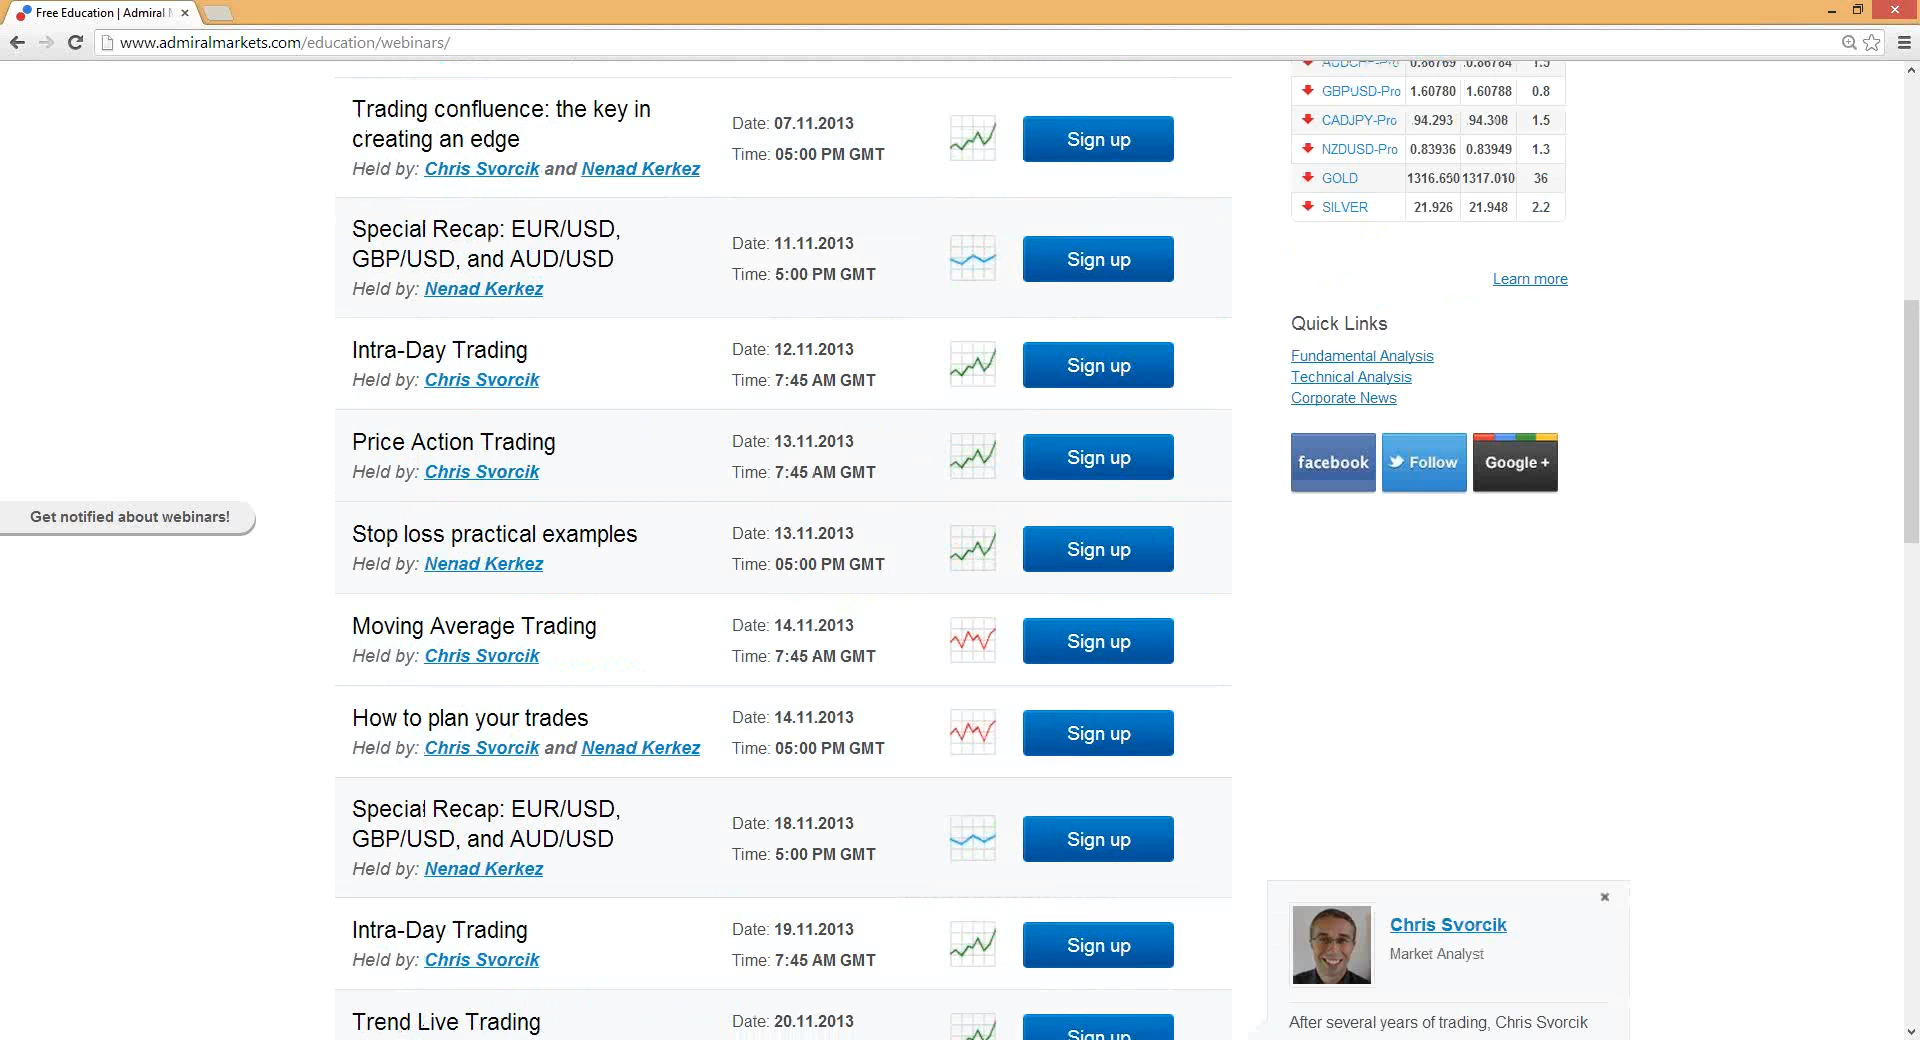 Free Education | Admiral M
www.admiralmarkets.com/education/webinars/
Trading confluence: the key in
creating an edge
Held by: Chris Svorcik and Nenad Kerkez
Date: 07.11.2013
Time: 05:00 PM GMT
Sign up
Special Recap: EUR/USD,
GBP/USD, and AUD/USD
Held by: Nenad Kerkez
Date: 11.11.2013
Time: 5:00 PM GMT
Sign up
Intra-Day Trading
Held by: Chris Svorcik
Date: 12.11.2013
Time: 7:45 AM GMT
Sign up
Price Action Trading
Held by: Chris Svorcik
Date: 13.11.2013
Time: 7:45 AM GMT
Sign up
Stop loss practical examples
Held by: Nenad Kerkez
Date: 13.11.2013
Time: 05:00 PM GMT
Sign up
Moving Average Trading
Held by: Chris Svorcik
Date: 14.11.2013
Time: 7:45 AM GMT
Sign up
How to plan your trades
Held by: Chris Svorcik and Nenad Kerkez
Date: 14.11.2013
Time: 05:00 PM GMT
Sign up
Special Recap: EUR/USD,
GBP/USD, and AUD/USD
Held by: Nenad Kerkez
Date: 18.11.2013
Time: 5:00 PM GMT
Sign up
Intra-Day Trading
Held by: Chris Svorcik
Date: 19.11.2013
Time: 7:45 AM GMT
Sign up
Trend Live Trading
Date: 20.11.2013
Sign up
Get notified about webinars!
GBPUSD-Pro 1.60780 1.60788 0.8
CADJPY-Pro 94.293 94.308 1.5
NZDUSD-Pro 0.83936 0.83949 1.3
GOLD 1316.650 1317.010 36
SILVER 21.926 21.948 2.2
Learn more
Quick Links
Fundamental Analysis
Technical Analysis
Corporate News
facebook
Follow
Google +
Chris Svorcik
Market Analyst
After several years of trading, Chris Svorcik